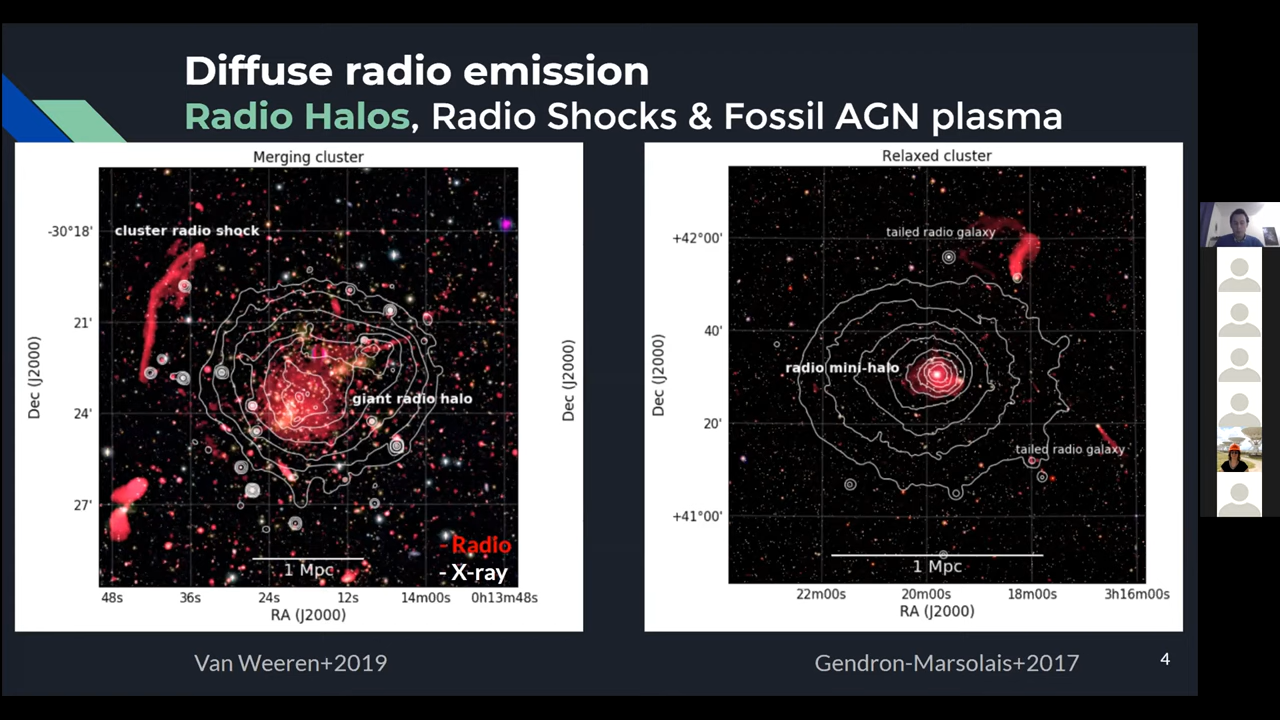 Diffuse radio emission
Radio Halos, Radio Shocks & Fossil AGN plasma
Merging cluster
-30°18'
21'
24'
27'
Dec (J2000)
cluster radio shock
giant radio halo
- Radio
- X-ray
1 Mpc
48s 36s 24s 12s 14m00s 0h13m48s
RA (J2000)
Dec (J2000)
Van Weeren+2019
Relaxed cluster
+42°00'
40'
20'
+41°00'
Dec (J2000)
tailed radio galaxy
radio mini-halo
tailed radio galaxy
1 Mpc
22m00s 20m00s 18m00s 3h16m00s
RA (J2000)
Gendron-Marsolais+2017
4